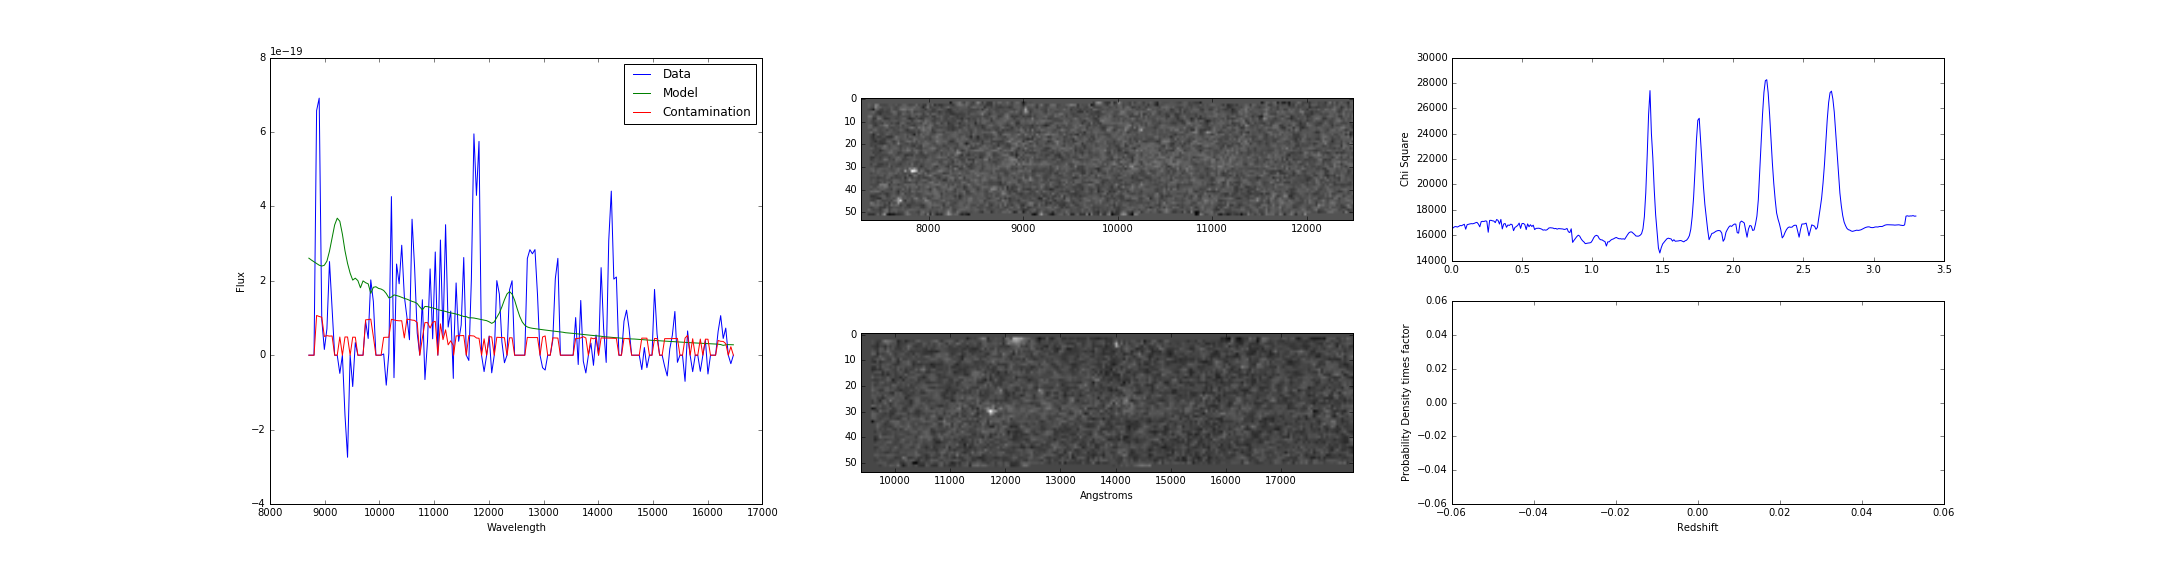 1e−19
8
6
4
2
0
−2
−4
Flux
8000 9000 10000 11000 12000 13000 14000 15000 16000 17000
Wavelength
Data
Model
Contamination
0
10
20
30
40
50
8000 9000 10000 11000 12000
0
10
20
30
40
50
10000 11000 12000 13000 14000 15000 16000 17000
Angstroms
30000
28000
26000
24000
22000
20000
18000
16000
14000
Chi Square
0.0 0.5 1.0 1.5 2.0 2.5 3.0 3.5
0.06
0.04
0.02
0.00
−0.02
−0.04
−0.06
Probability Density times factor
−0.06 −0.04 −0.02 0.00 0.02 0.04 0.06
Redshift